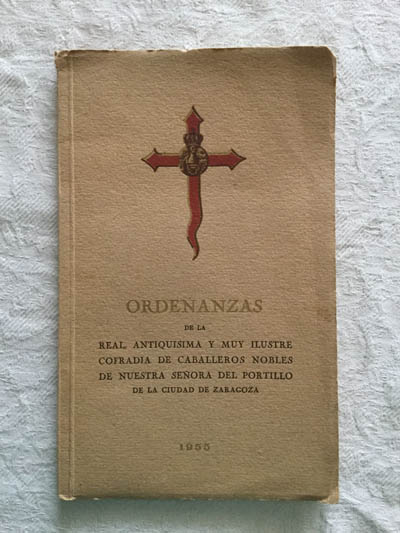 ORDENANZAS
DE LA
REAL, ANTIQUISIMA Y MUY ILUSTRE
COFRADIA DE CABALLEROS NOBLES
DE NUESTRA SEÑORA DEL PORTILLO
DE LA CIUDAD DE ZARAGOZA
1955